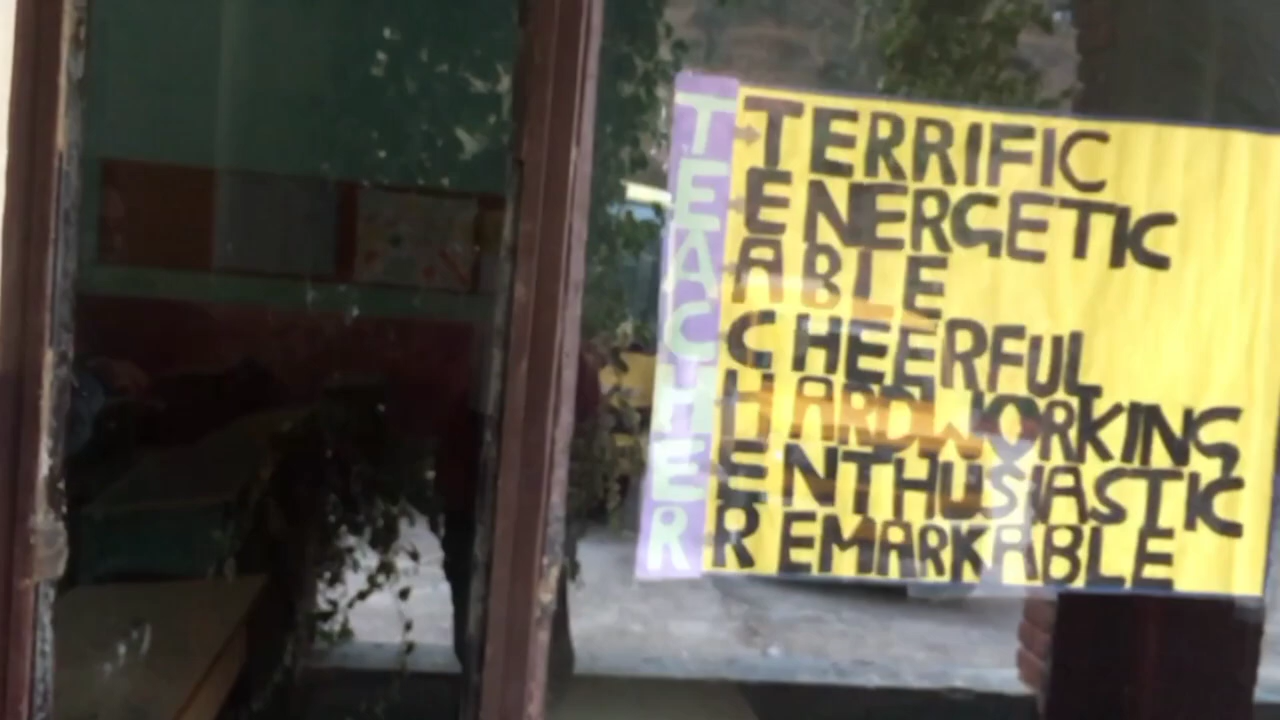 TEACHER
TERRIFIC
ENERGETIC
ABLE
CHEERFUL
HARDWORKING
ENTHUSIASTIC
REMARKABLE